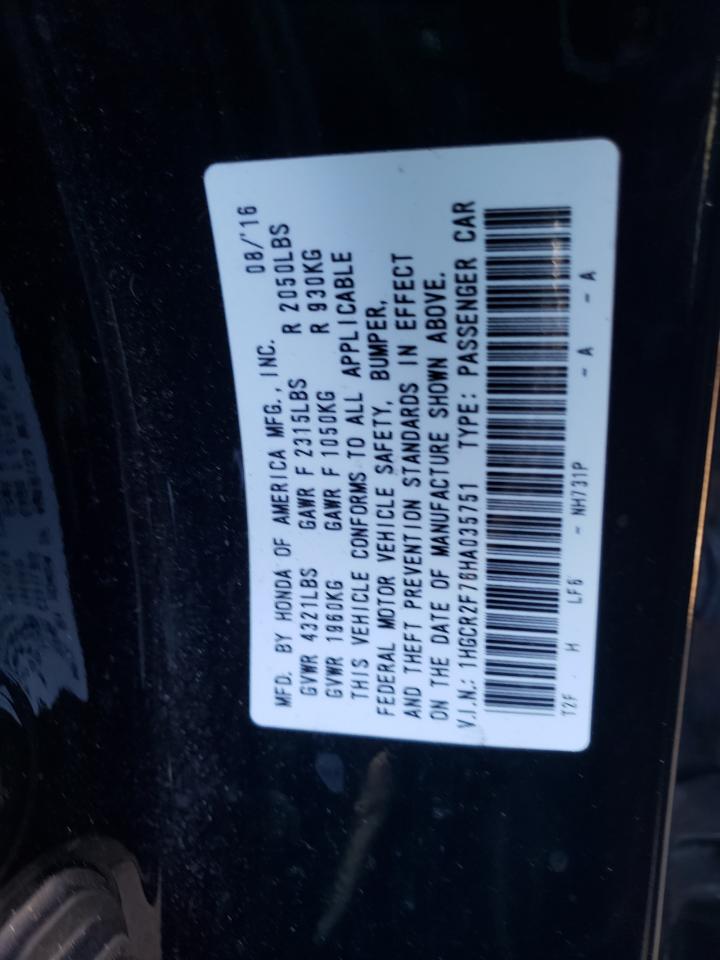 MFD. BY HONDA OF AMERICA MFG., INC. 08/'16
GVWR 4321LBS GAWR F 2315LBS R 2050LBS
GVWR 1960KG GAWR F 1050KG R 930KG
THIS VEHICLE CONFORMS TO ALL APPLICABLE
FEDERAL MOTOR VEHICLE SAFETY, BUMPER,
AND THEFT PREVENTION STANDARDS IN EFFECT
ON THE DATE OF MANUFACTURE SHOWN ABOVE.
V.I.N.: 1HGCR2F76HA035751 TYPE: PASSENGER CAR
T2F - H LF6 - NH731P - A - A